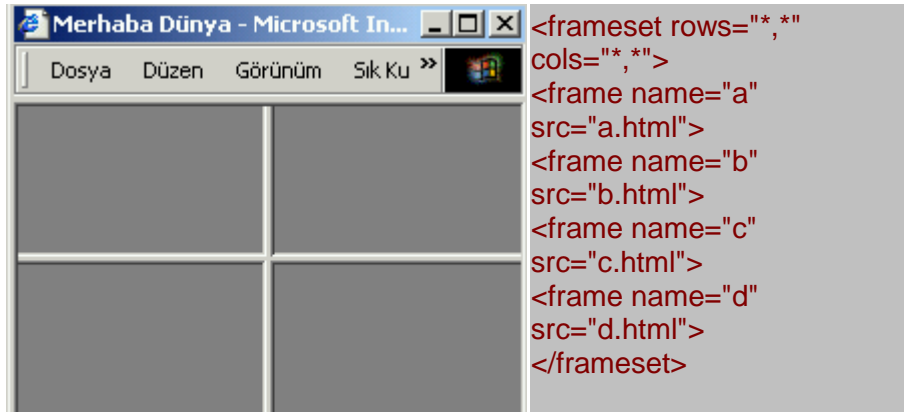 Merhaba Dünya - Microsoft In...
Dosya Düzen Görünüm Sık Ku »
<frameset rows="*,*"
cols="*,*">
<frame name="a"
src="a.html">
<frame name="b"
src="b.html">
<frame name="c"
src="c.html">
<frame name="d"
src="d.html">
</frameset>